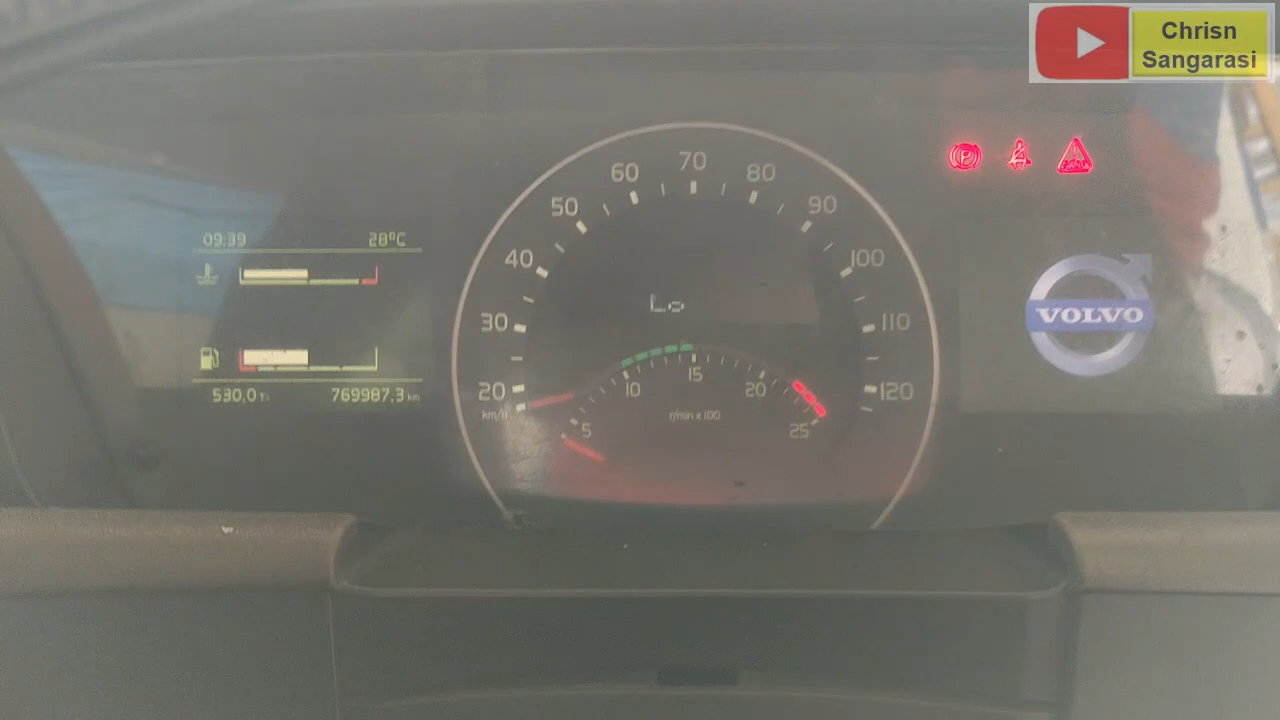 Chrisn
Sangarasi
09:39 28°C
530,0 T1 769987,3 km
20 30 40 50 60 70 80 90 100 110 120
km/h
Lo
5 10 15 20 25
r/min x 100
P
VOLVO